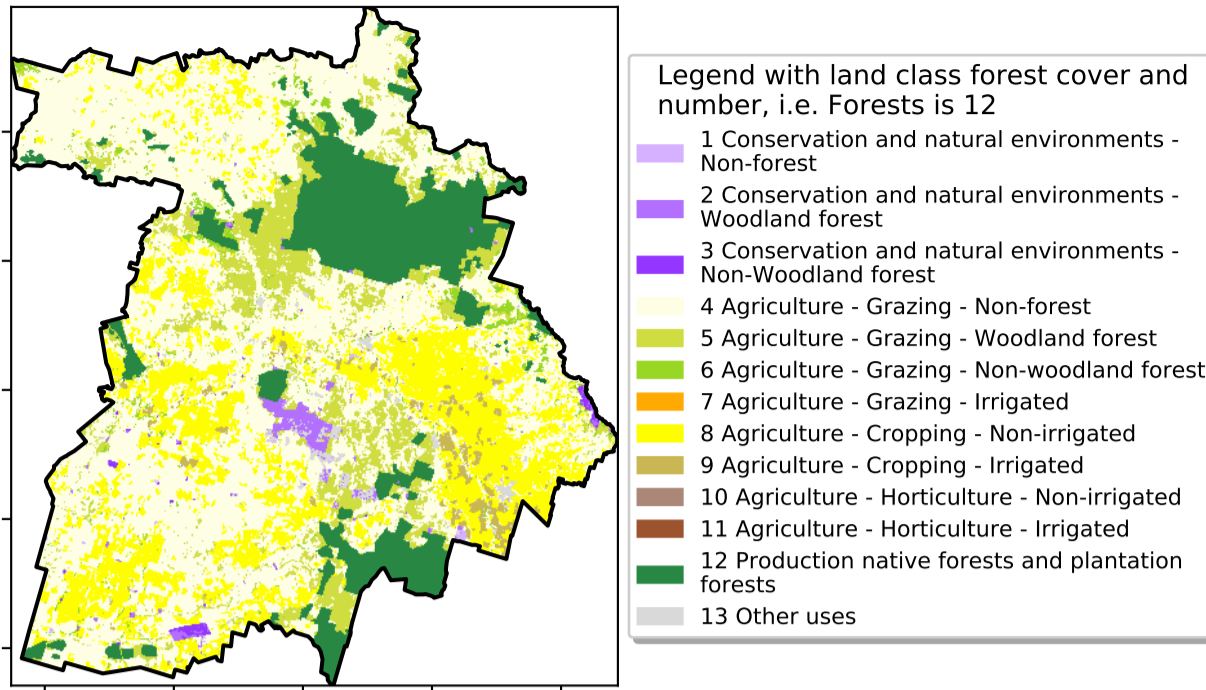 Legend with land class forest cover and
number, i.e. Forests is 12
1 Conservation and natural environments -
Non-forest
2 Conservation and natural environments -
Woodland forest
3 Conservation and natural environments -
Non-Woodland forest
4 Agriculture - Grazing - Non-forest
5 Agriculture - Grazing - Woodland forest
6 Agriculture - Grazing - Non-woodland forest
7 Agriculture - Grazing - Irrigated
8 Agriculture - Cropping - Non-irrigated
9 Agriculture - Cropping - Irrigated
10 Agriculture - Horticulture - Non-irrigated
11 Agriculture - Horticulture - Irrigated
12 Production native forests and plantation
forests
13 Other uses